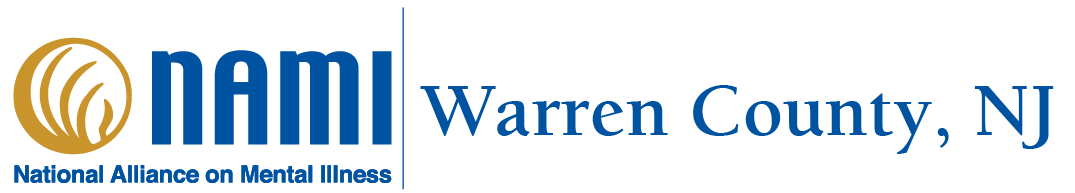 NAMI
National Alliance on Mental Illness
Warren County, NJ